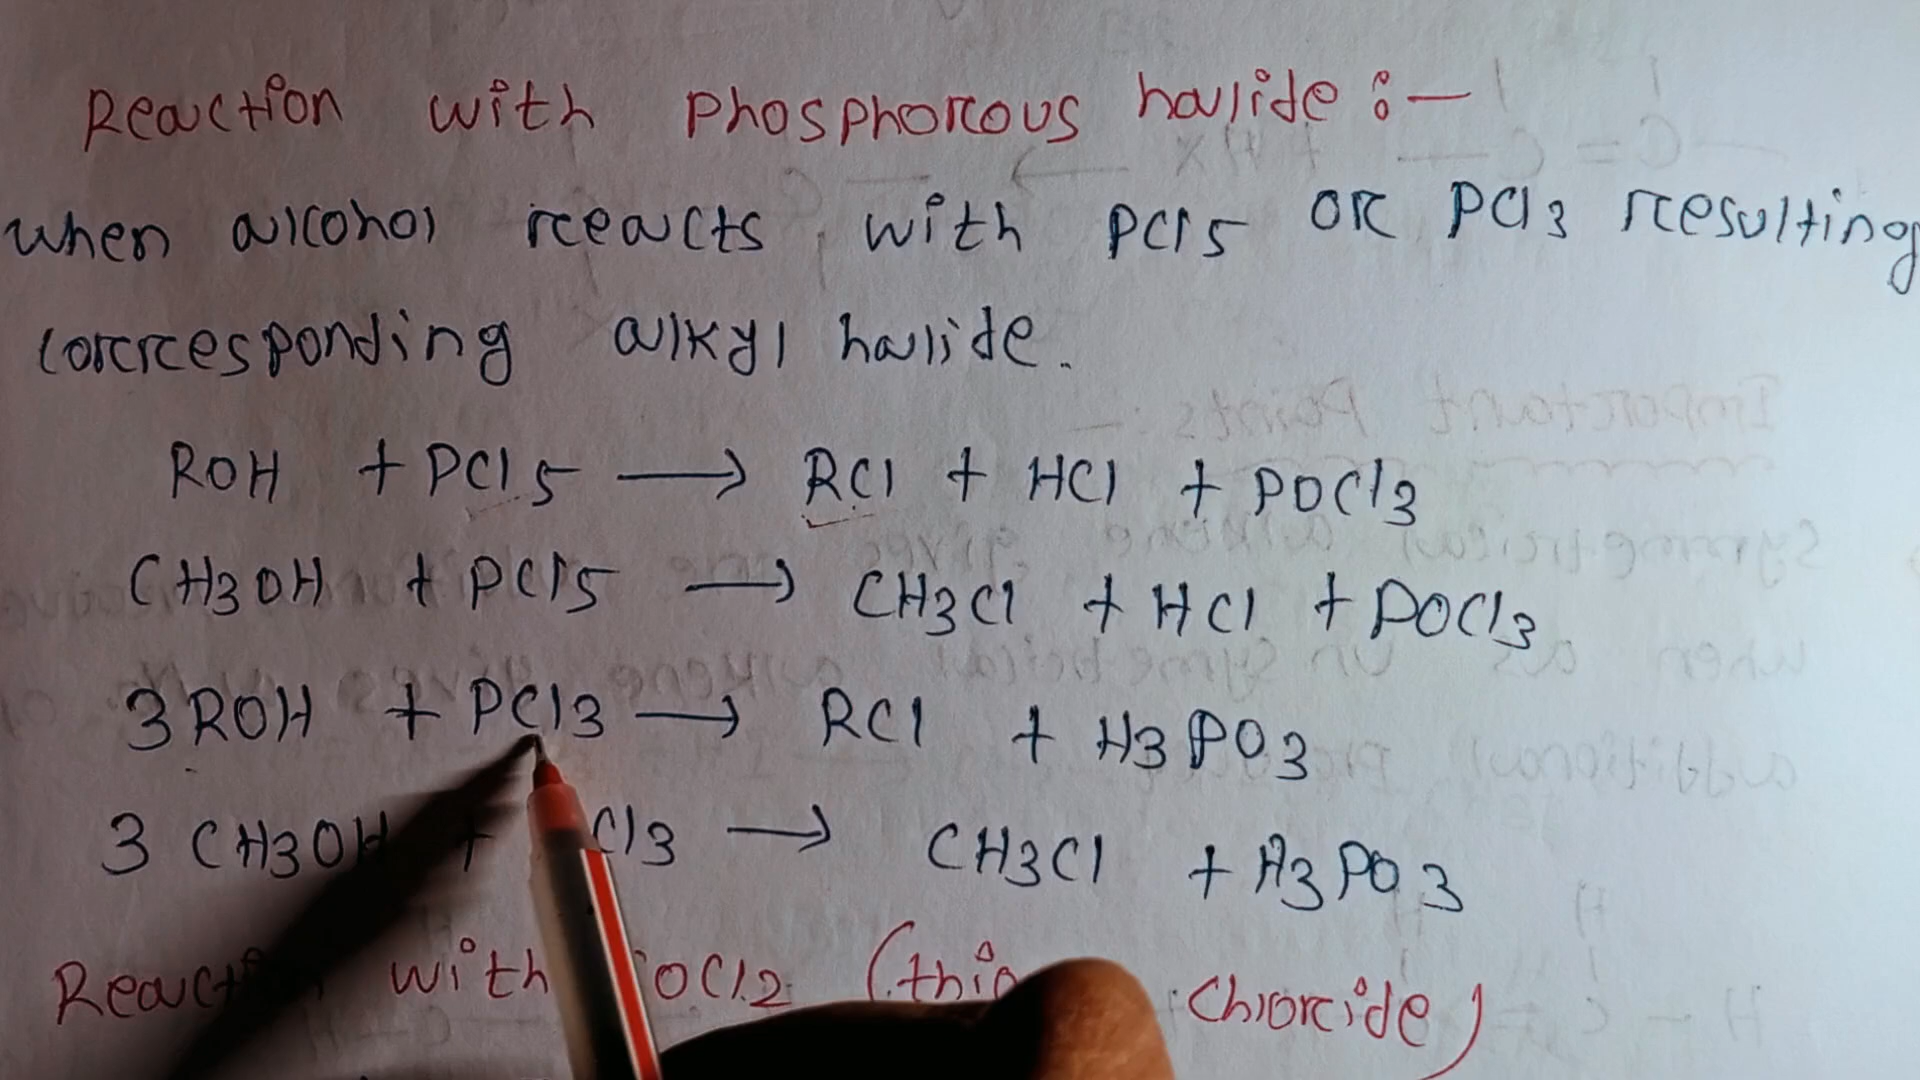 Reaction with Phosphorous halide :-
when alcohol reacts with PCl5 or PCl3 resulting
corresponding alkyl halide.
ROH + PCl5 → RCl + HCl + POCl3
CH3OH + PCl5 → CH3Cl + HCl + POCl3
3ROH + PCl3 → RCl + H3PO3
3 CH3OH + Cl3 → CH3Cl + H3PO3
with OCl2 ( Chloride)